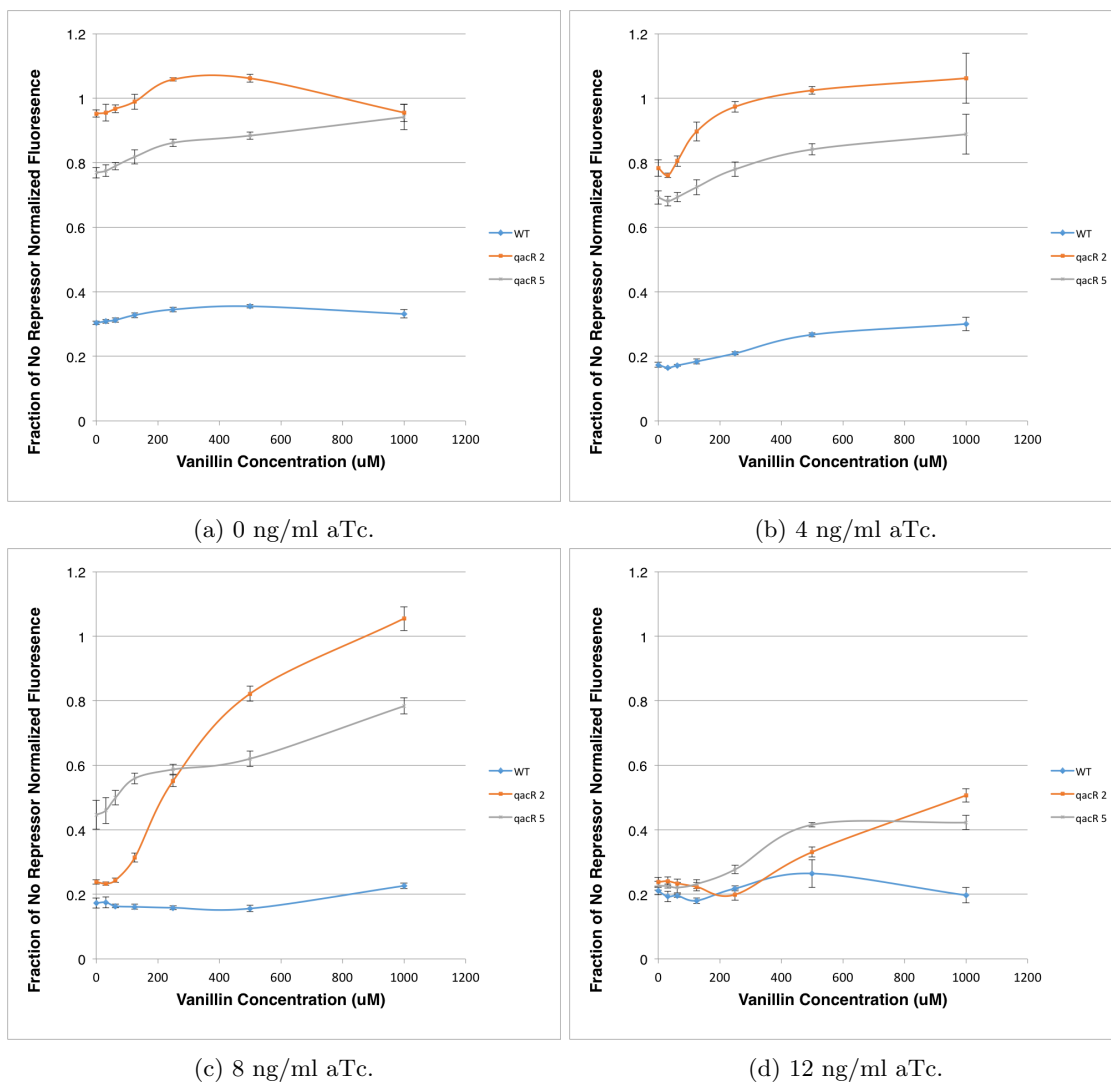 Fraction of No Repressor Normalized Fluoresence
1.2
1
0.8
0.6
0.4
0.2
0
0 200 400 600 800 1000 1200
Vanillin Concentration (uM)
WT
qacR 2
qacR 5
(a) 0 ng/ml aTc.
Fraction of No Repressor Normalized Fluoresence
1.2
1
0.8
0.6
0.4
0.2
0
0 200 400 600 800 1000 1200
Vanillin Concentration (uM)
WT
qacR 2
qacR 5
(b) 4 ng/ml aTc.
Fraction of No Repressor Normalized Fluoresence
1.2
1
0.8
0.6
0.4
0.2
0
0 200 400 600 800 1000 1200
Vanillin Concentration (uM)
WT
qacR 2
qacR 5
(c) 8 ng/ml aTc.
Fraction of No Repressor Normalized Fluoresence
1.2
1
0.8
0.6
0.4
0.2
0
0 200 400 600 800 1000 1200
Vanillin Concentration (uM)
WT
qacR 2
qacR 5
(d) 12 ng/ml aTc.